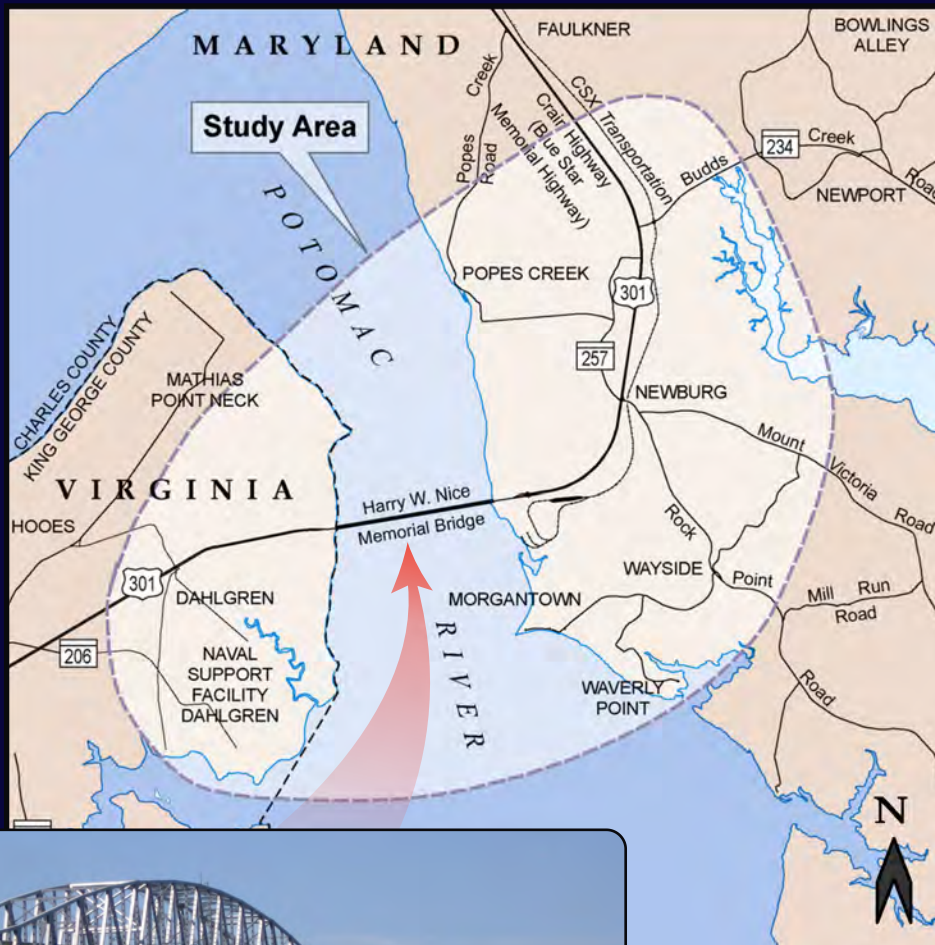 MARYLAND
FAULKNER
BOWLINGS
ALLEY
Study Area
Popes Creek
Road
Crain Highway
(Blue Star
Memorial Highway)
CSX Transportation
Budds Creek Road
234
NEWPORT
POTOMAC
POPES CREEK
301
257
CHARLES COUNTY
KING GEORGE COUNTY
MATHIAS
POINT NECK
NEWBURG
Mount Victoria Road
VIRGINIA
Harry W. Nice
Memorial Bridge
HOOES
Rock Point Road
WAYSIDE
301
DAHLGREN
MORGANTOWN
Mill Run
Road
206
NAVAL
SUPPORT
FACILITY
DAHLGREN
RIVER
WAVERLY
POINT
N